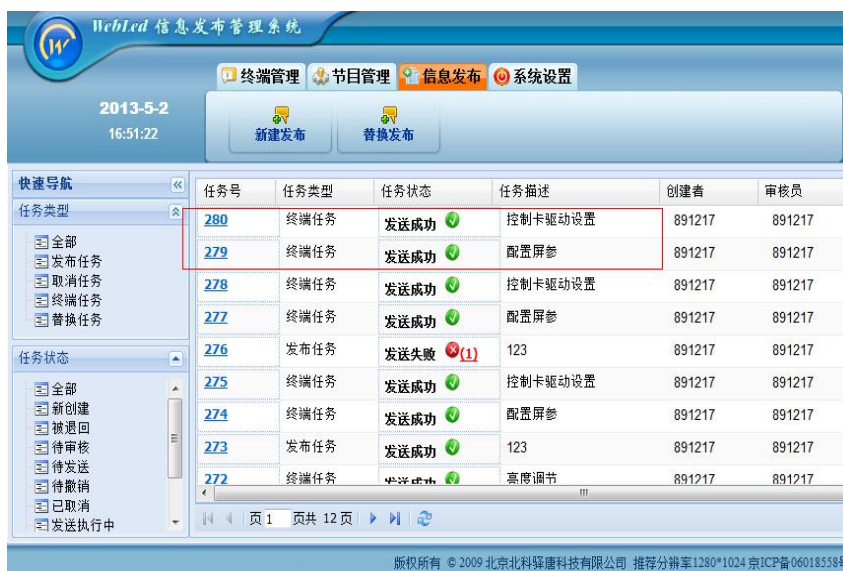 WebLed 信息发布管理系统
终端管理 节目管理 信息发布 系统设置
2013-5-2
16:51:22
新建发布 替换发布
快速导航
任务类型
全部
发布任务
取消任务
终端任务
替换任务
任务状态
全部
新创建
被退回
待审核
待发送
待撤销
已取消
发送执行中
任务号 任务类型 任务状态 任务描述 创建者 审核员
280 终端任务 发送成功 控制卡驱动设置 891217 891217
279 终端任务 发送成功 配置屏参 891217 891217
278 终端任务 发送成功 控制卡驱动设置 891217 891217
277 终端任务 发送成功 配置屏参 891217 891217
276 发布任务 发送失败 (1) 123 891217 891217
275 终端任务 发送成功 控制卡驱动设置 891217 891217
274 终端任务 发送成功 配置屏参 891217 891217
273 发布任务 发送成功 123 891217 891217
272 终端任务 发送成功 亮度调节 891217 891217
页 1 页共 12 页
版权所有 © 2009 北京北科驿唐科技有限公司 推荐分辨率1280*1024 京ICP备06018558号